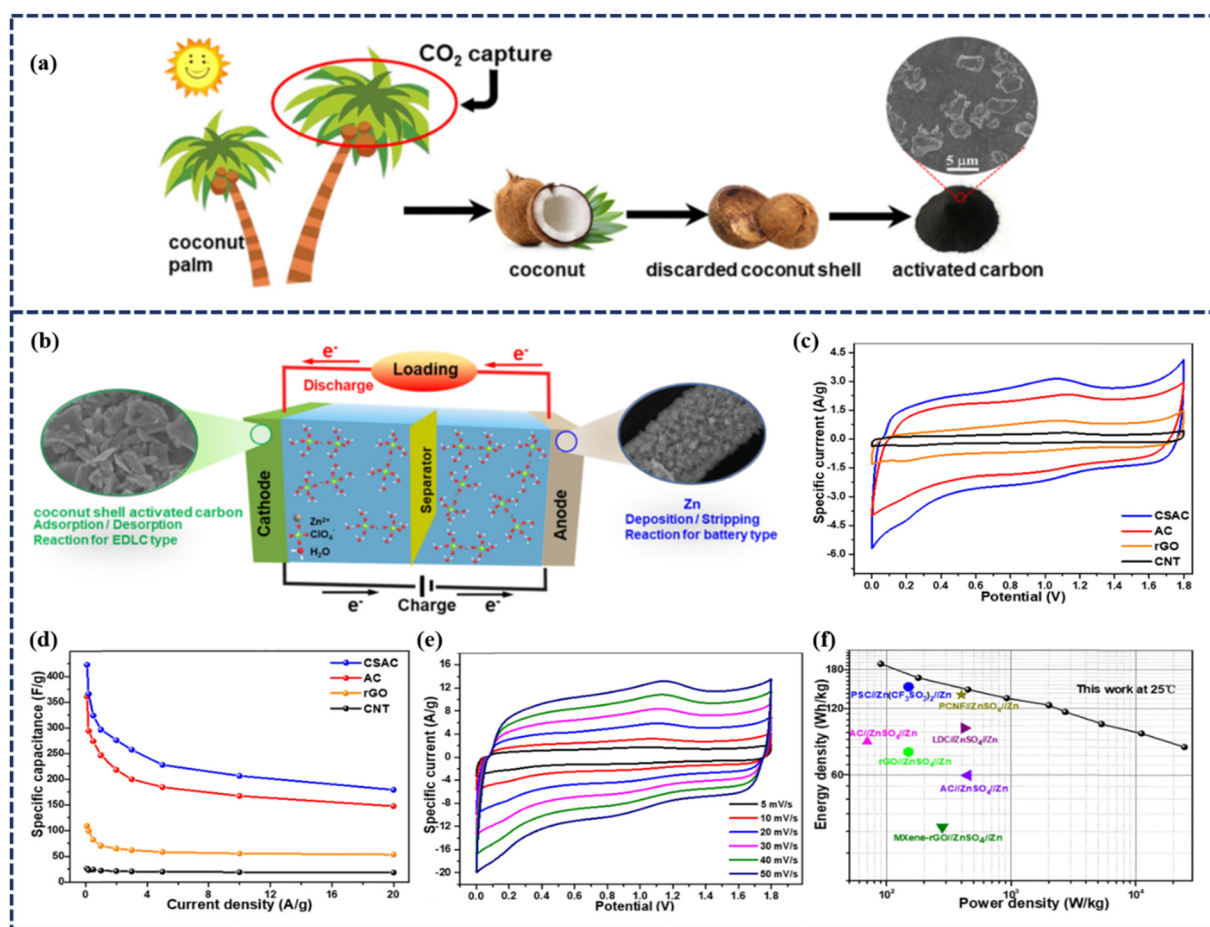 (a)
CO₂ capture
5 μm
coconut
palm
coconut
discarded coconut shell
activated carbon
(b)
e⁻
Loading
e⁻
Discharge
Cathode
Separator
Anode
Zn²⁺
ClO₄⁻
H₂O
coconut shell activated carbon
Adsorption / Desorption
Reaction for EDLC type
Zn
Deposition / Stripping
Reaction for battery type
e⁻
Charge
e⁻
(c)
Specific current (A/g)
4.5
3.0
1.5
0.0
-1.5
-3.0
-4.5
-6.0
CSAC
AC
rGO
CNT
0.0 0.2 0.4 0.6 0.8 1.0 1.2 1.4 1.6 1.8
Potential (V)
(d)
Specific capacitance (F/g)
400
350
300
250
200
150
100
50
0
CSAC
AC
rGO
CNT
0 5 10 15 20
Current density (A/g)
(e)
Specific current (A/g)
16
12
8
4
0
-4
-8
-12
-16
-20
5 mV/s
10 mV/s
20 mV/s
30 mV/s
40 mV/s
50 mV/s
0.0 0.2 0.4 0.6 0.8 1.0 1.2 1.4 1.6 1.8
Potential (V)
(f)
Energy density (Wh/kg)
180
120
60
This work at 25℃
PSC//Zn(CF₃SO₃)₂//Zn
PCNF//ZnSO₄//Zn
AC//ZnSO₄//Zn
LDC//ZnSO₄//Zn
rGO//ZnSO₄//Zn
AC//ZnSO₄//Zn
MXene-rGO//ZnSO₄//Zn
10² 10³ 10⁴
Power density (W/kg)